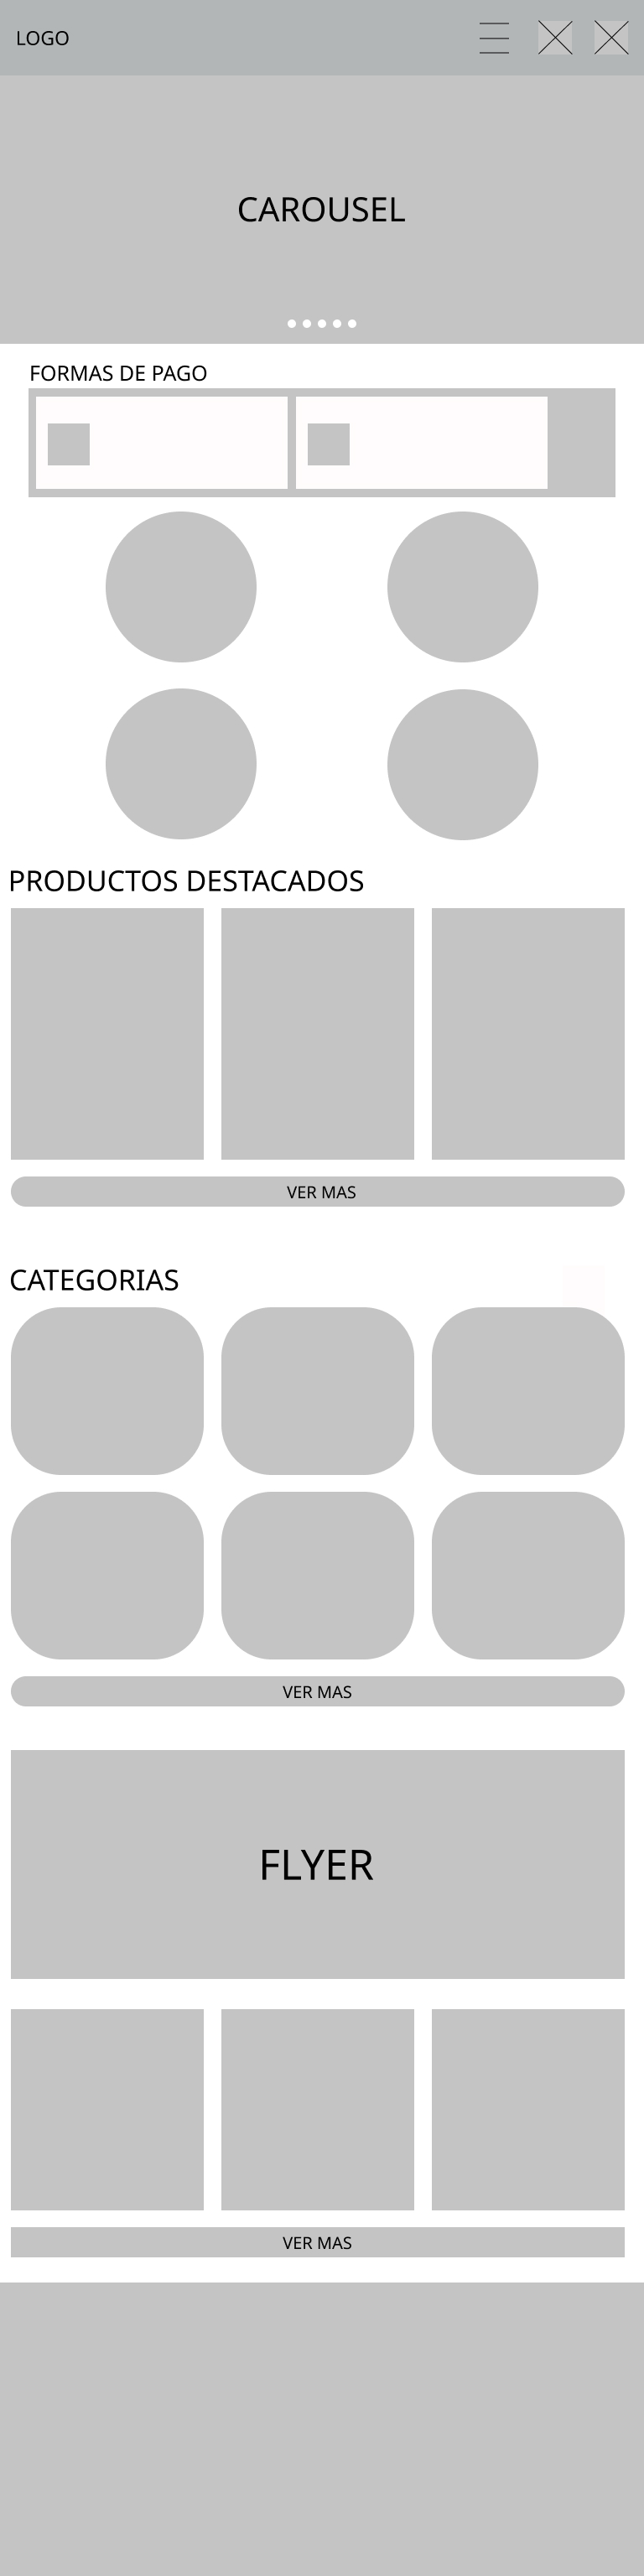 LOGO
CAROUSEL
FORMAS DE PAGO
PRODUCTOS DESTACADOS
VER MAS
CATEGORIAS
VER MAS
FLYER
VER MAS